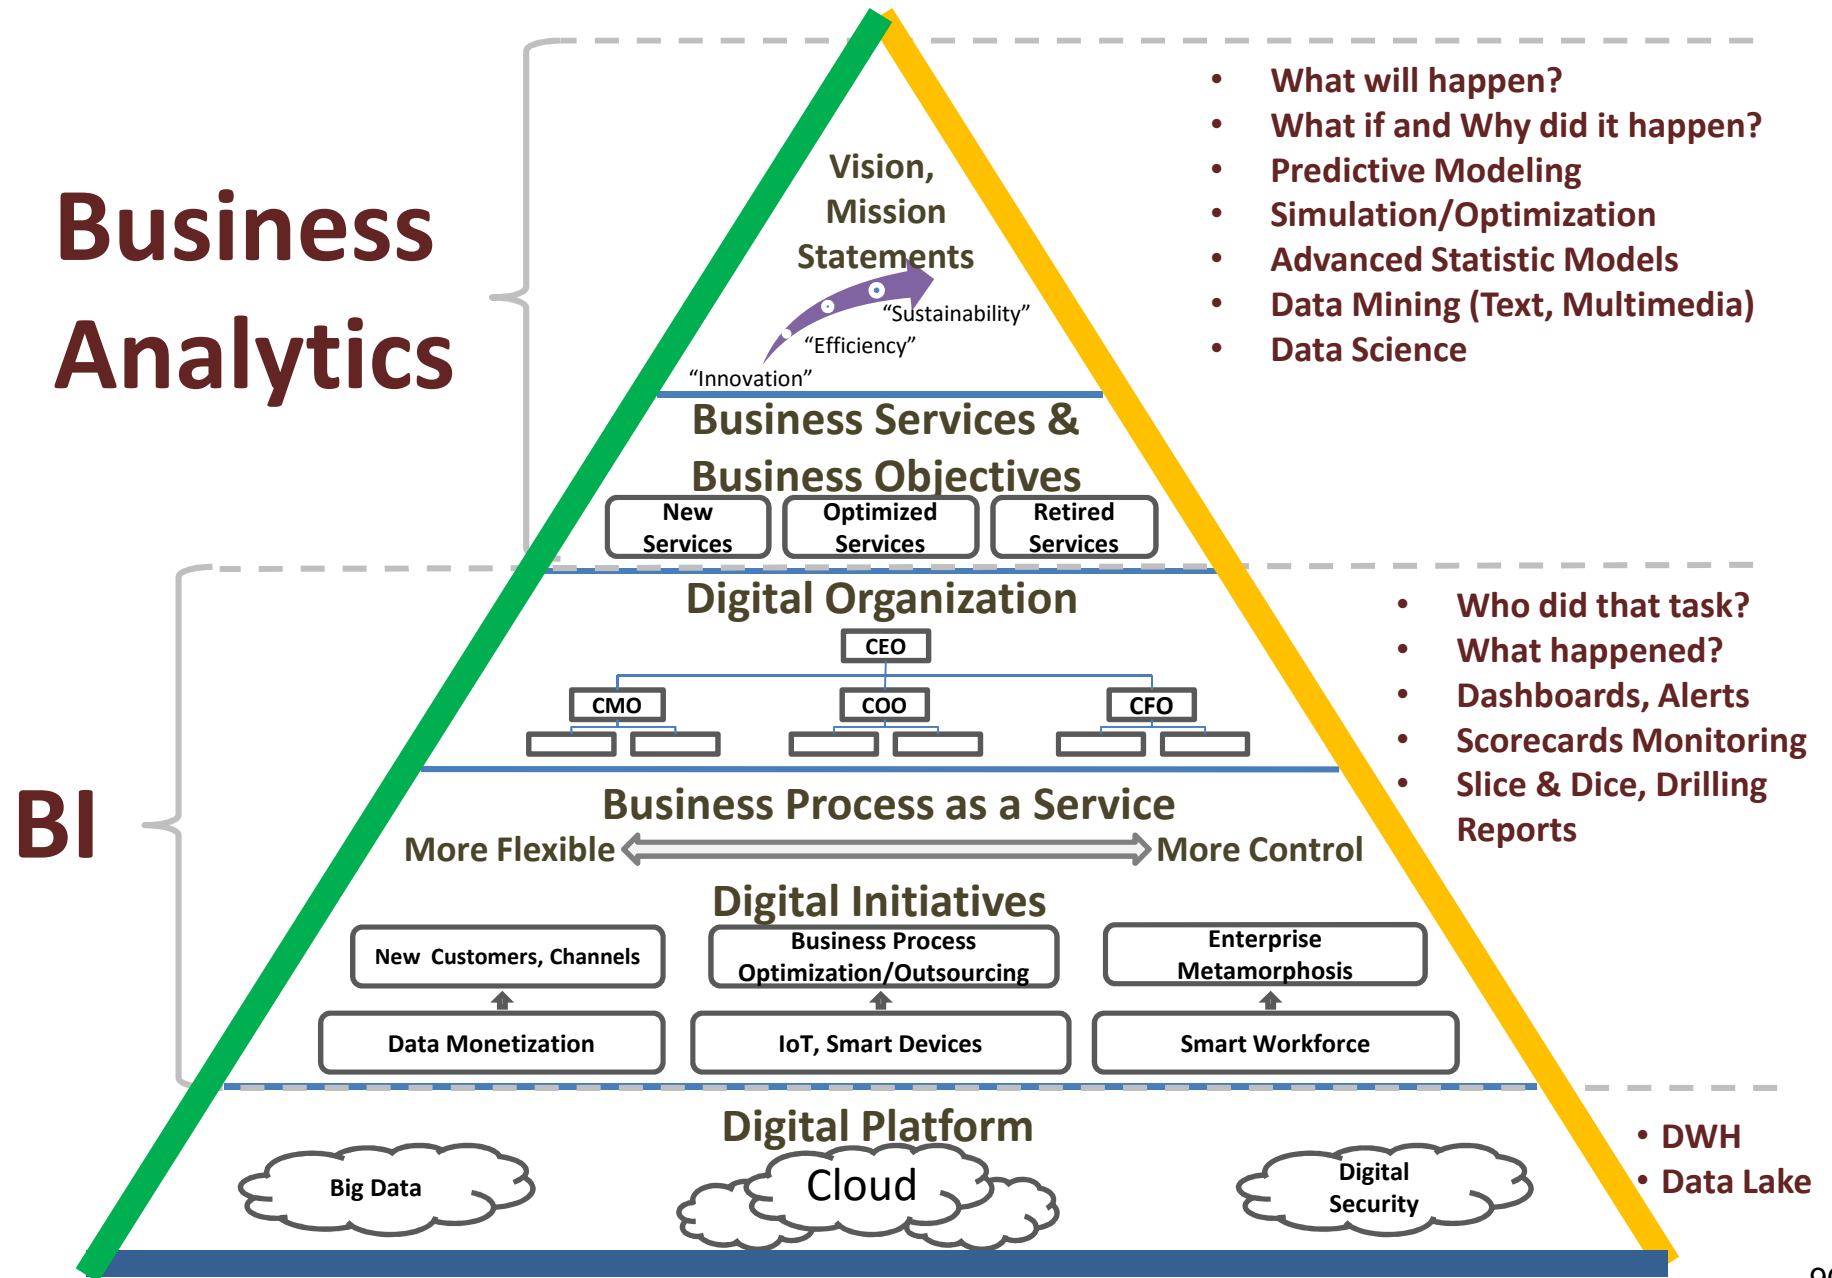 Business
Analytics
• What will happen?
• What if and Why did it happen?
• Predictive Modeling
• Simulation/Optimization
• Advanced Statistic Models
• Data Mining (Text, Multimedia)
• Data Science
Vision,
Mission
Statements
“Sustainability”
“Efficiency”
“Innovation”
Business Services &
Business Objectives
New
Services
Optimized
Services
Retired
Services
BI
• Who did that task?
• What happened?
• Dashboards, Alerts
• Scorecards Monitoring
• Slice & Dice, Drilling
Reports
Digital Organization
CEO
CMO
COO
CFO
Business Process as a Service
More Flexible
More Control
Digital Initiatives
New Customers, Channels
Business Process
Optimization/Outsourcing
Enterprise
Metamorphosis
Data Monetization
IoT, Smart Devices
Smart Workforce
Digital Platform
Big Data
Cloud
Digital
Security
• DWH
• Data Lake